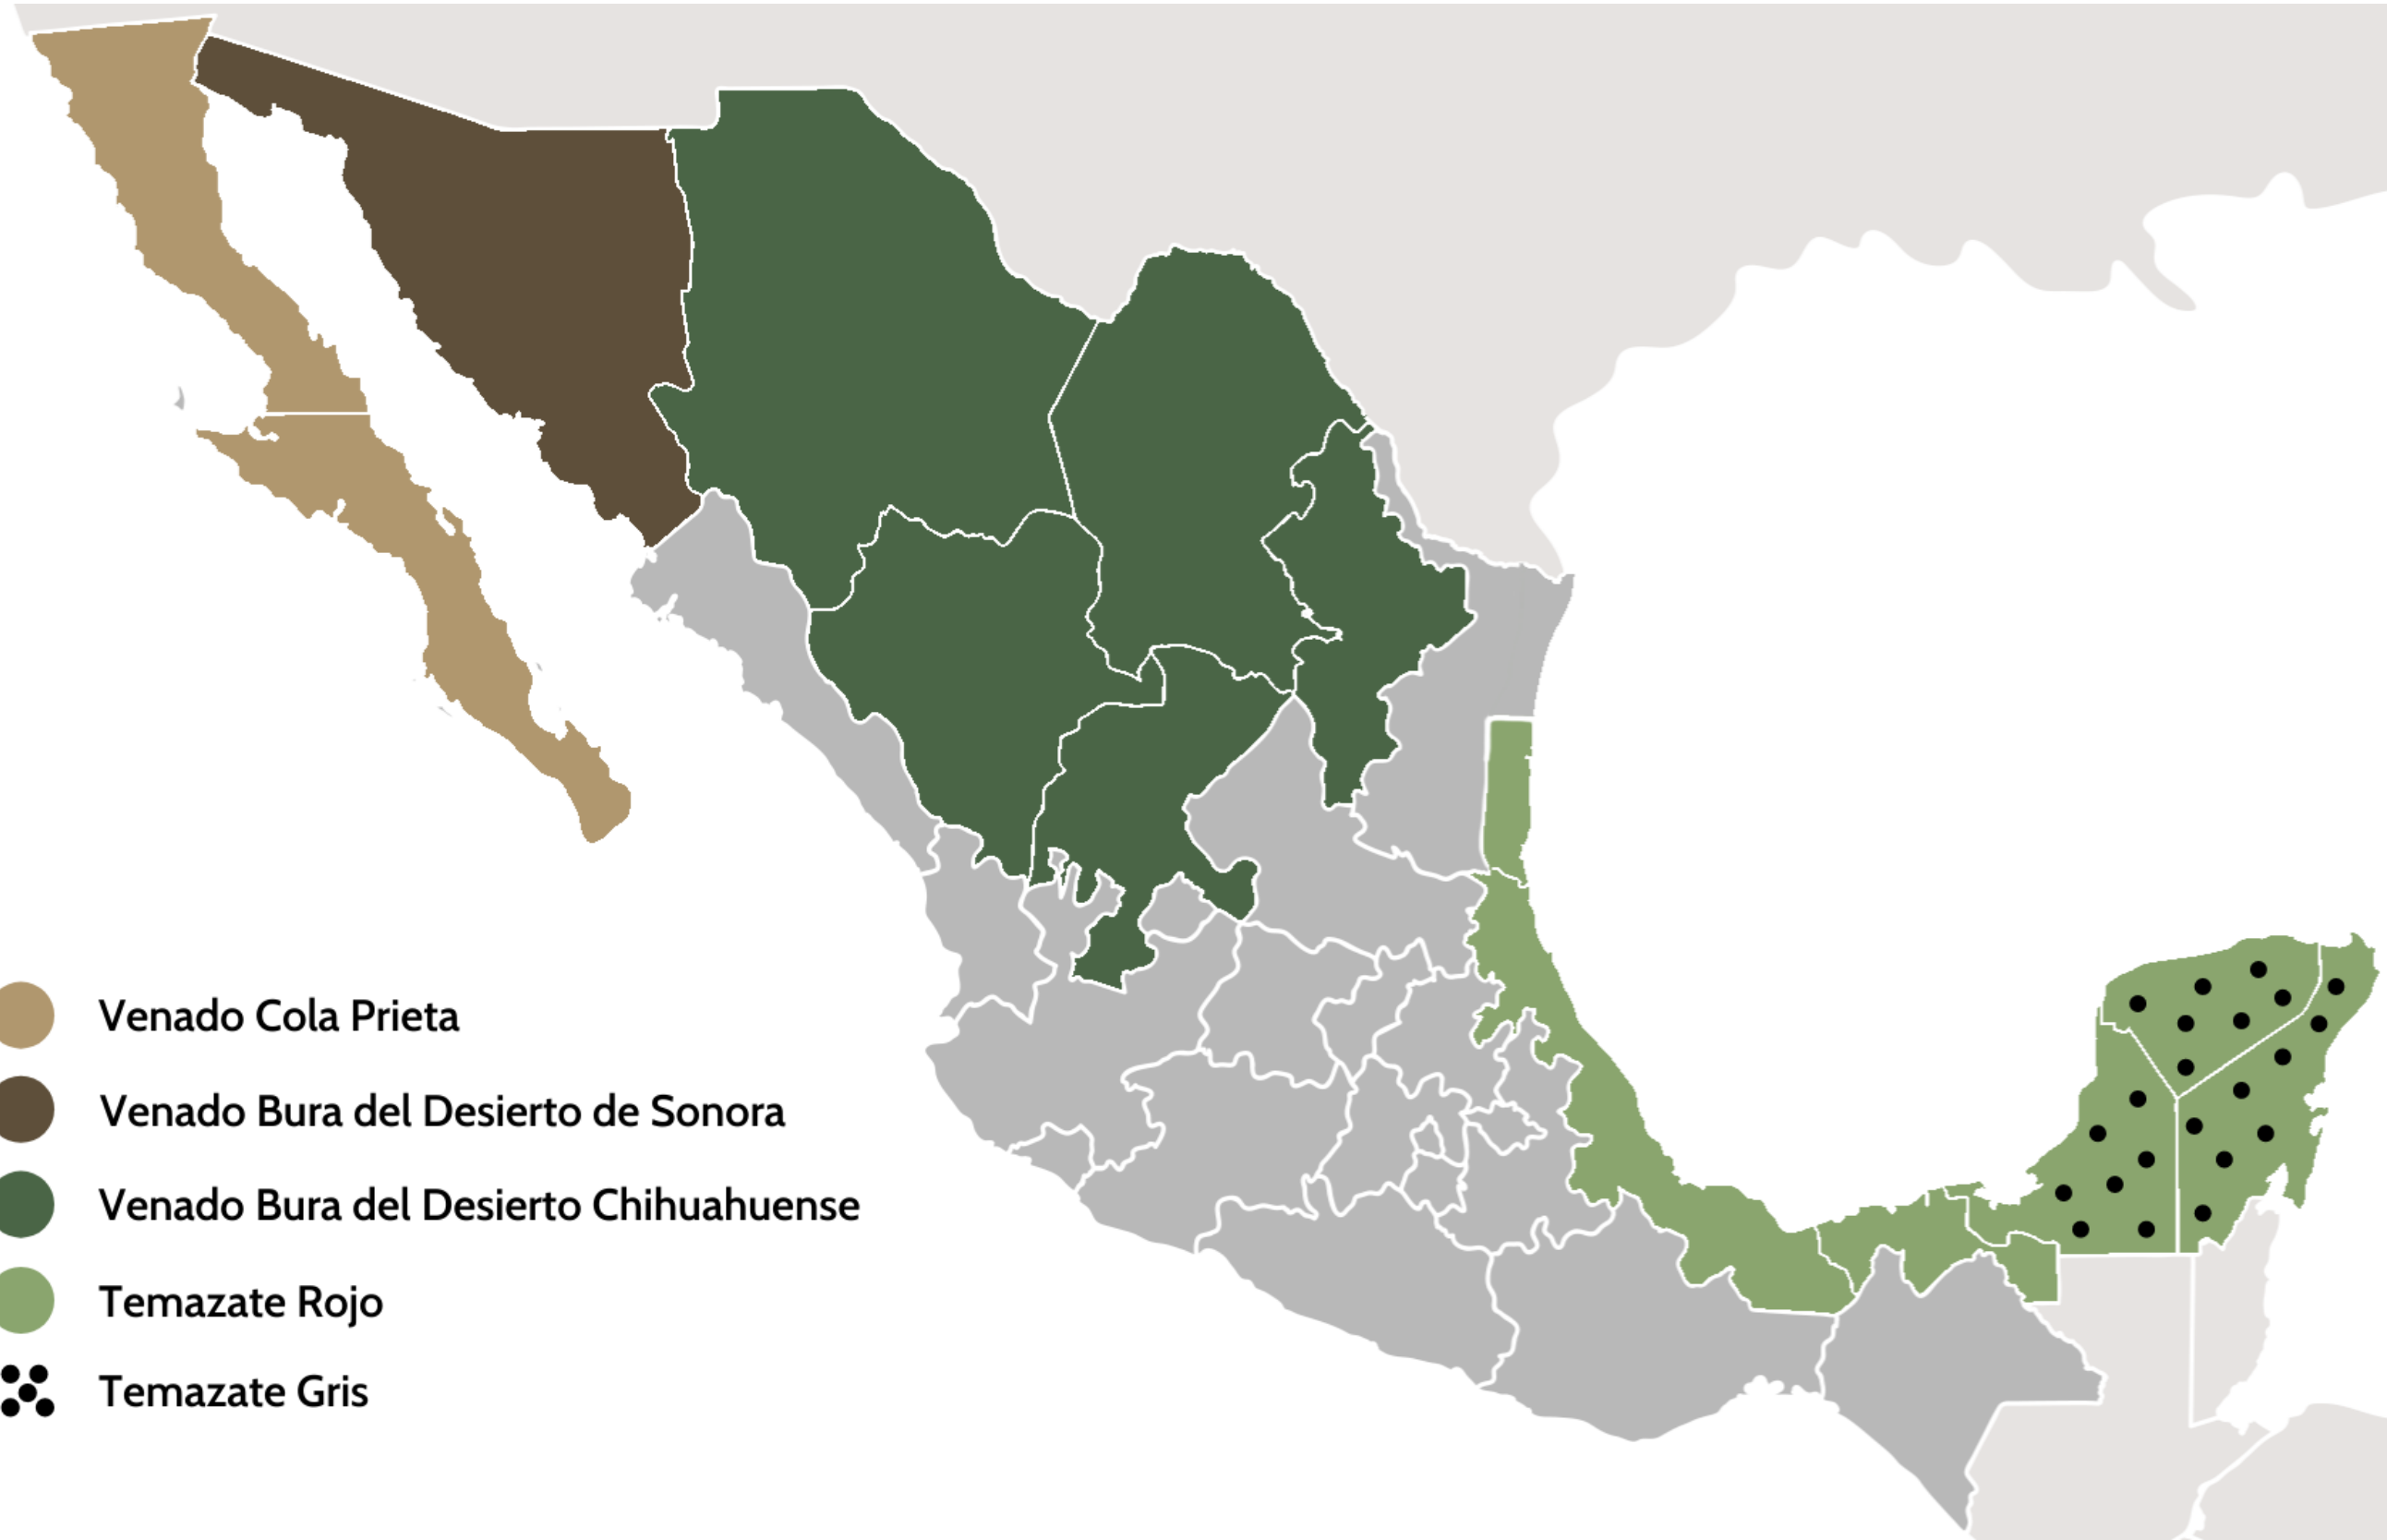 Venado Cola Prieta
Venado Bura del Desierto de Sonora
Venado Bura del Desierto Chihuahuense
Temazate Rojo
Temazate Gris